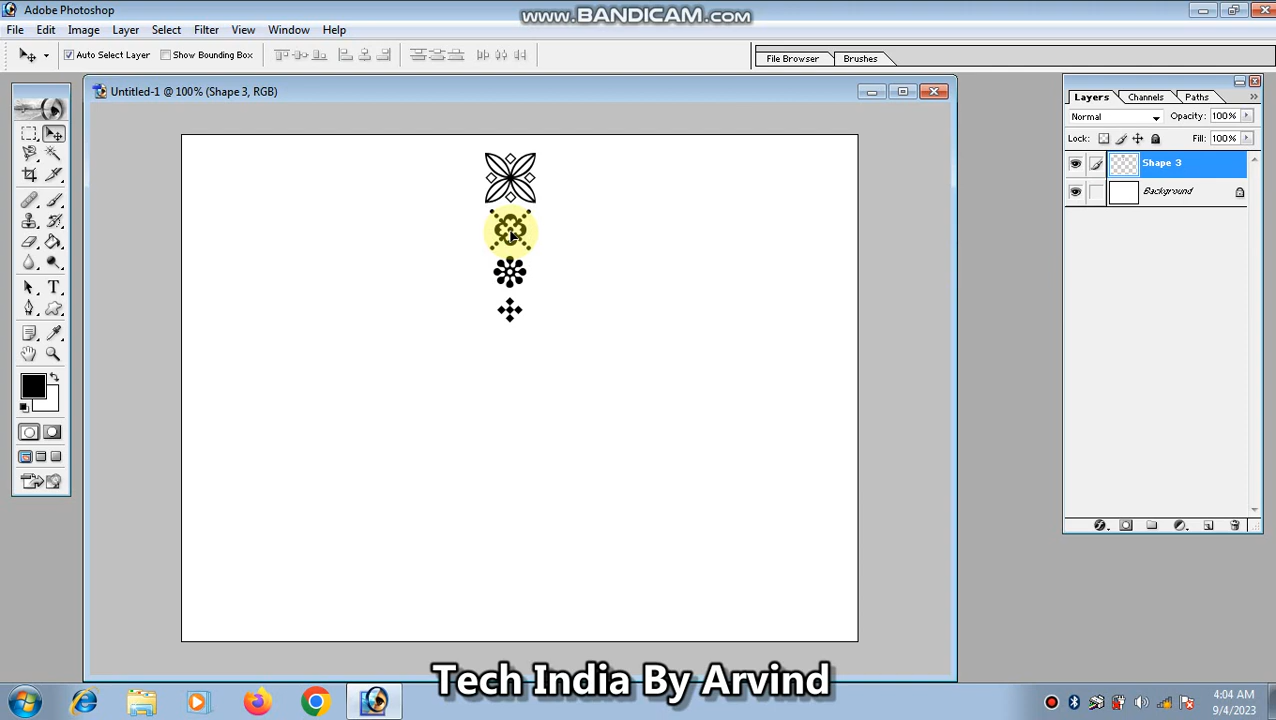 Adobe Photoshop
www.BANDICAM.com
File Edit Image Layer Select Filter View Window Help
Auto Select Layer Show Bounding Box
File Browser Brushes
Untitled-1 @ 100% (Shape 3, RGB)
Layers Channels Paths
Normal Opacity: 100%
Lock: Fill: 100%
Shape 3
Background
Tech India By Arvind
4:04 AM
9/4/2023